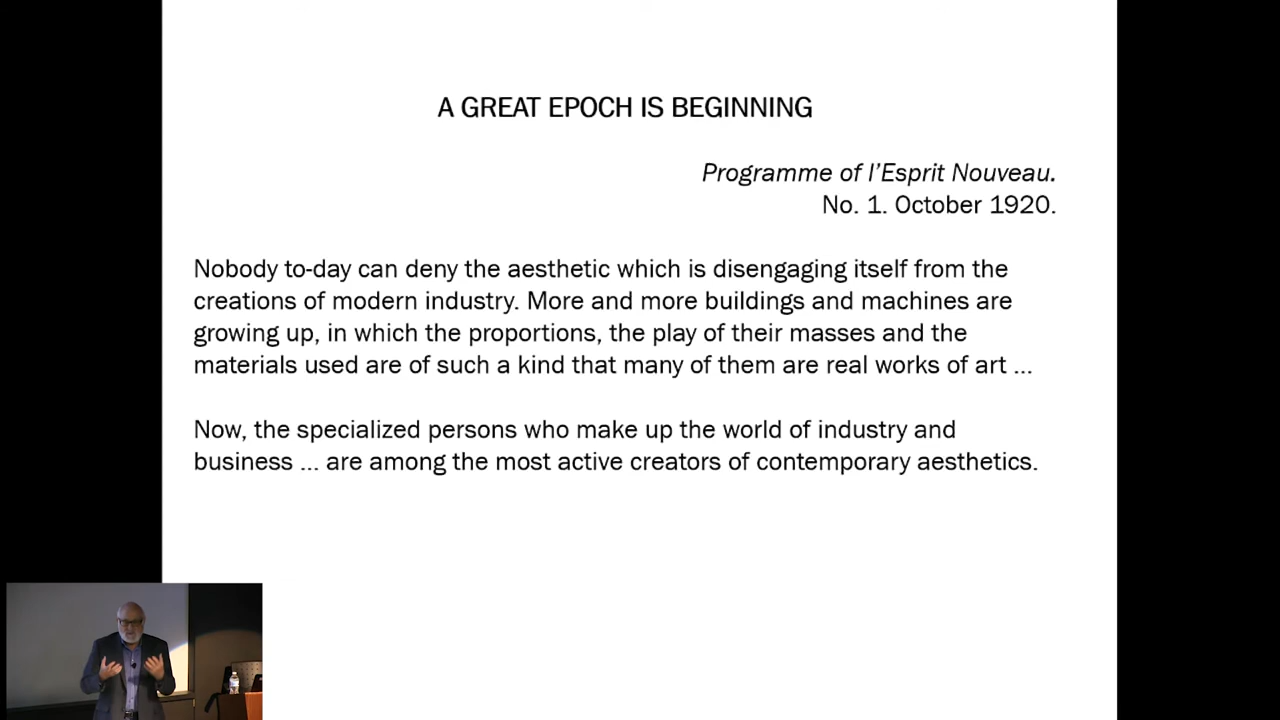 A GREAT EPOCH IS BEGINNING
Programme of l’Esprit Nouveau.
No. 1. October 1920.
Nobody to-day can deny the aesthetic which is disengaging itself from the
creations of modern industry. More and more buildings and machines are
growing up, in which the proportions, the play of their masses and the
materials used are of such a kind that many of them are real works of art ...
Now, the specialized persons who make up the world of industry and
business ... are among the most active creators of contemporary aesthetics.